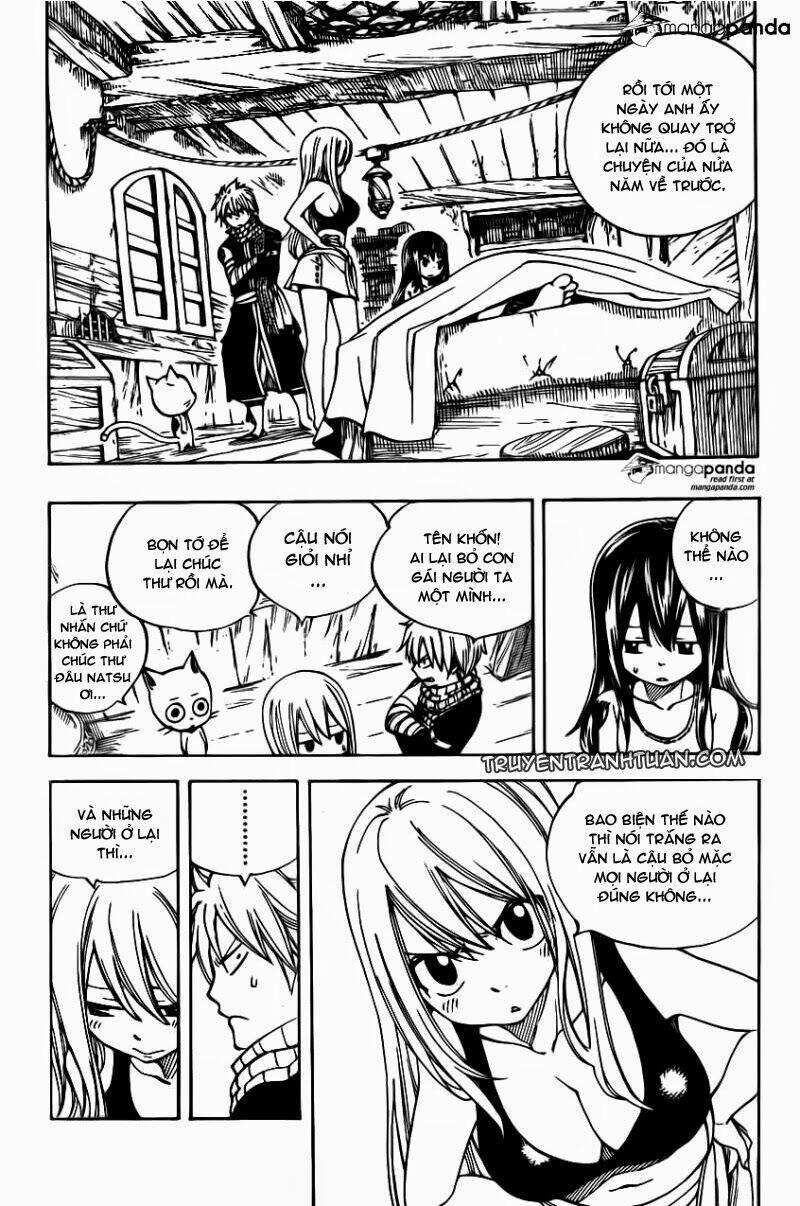 mangapanda
RỒI TỚI MỘT
NGÀY ANH ẤY
KHÔNG QUAY TRỞ
LẠI NỮA... ĐÓ LÀ
CHUYỆN CỦA NỬA
NĂM VỀ TRƯỚC.
mangapanda
read first at
mangapanda.com
KHÔNG
THỂ NÀO
...
TÊN KHỐN!
AI LẠI BỎ CON
GÁI NGƯỜI TA
MỘT MÌNH...
CẬU NÓI
GIỎI NHỈ
...
BỌN TỚ ĐỂ
LẠI CHÚC
THƯ RỒI MÀ.
LÀ THƯ
NHẮN CHỨ
KHÔNG PHẢI
CHÚC THƯ
ĐÂU NATSU
ƠI...
TRUYENTRANHTUAN.COM
BAO BIỆN THẾ NÀO
THÌ NÓI TRẮNG RA
VẪN LÀ CẬU BỎ MẶC
MỌI NGƯỜI Ở LẠI
ĐÚNG KHÔNG...
.........
VÀ NHỮNG
NGƯỜI Ở LẠI
THÌ...